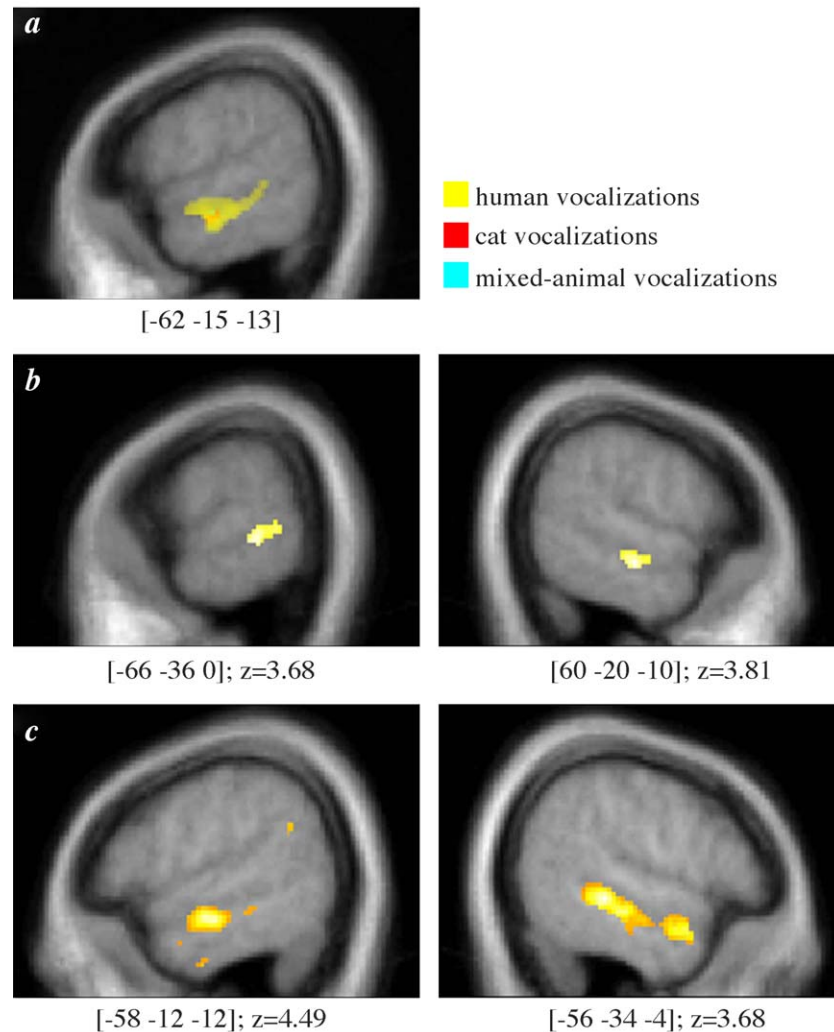 a
human vocalizations
cat vocalizations
mixed-animal vocalizations
[-62 -15 -13]
b
[-66 -36 0]; z=3.68
[60 -20 -10]; z=3.81
c
[-58 -12 -12]; z=4.49
[-56 -34 -4]; z=3.68